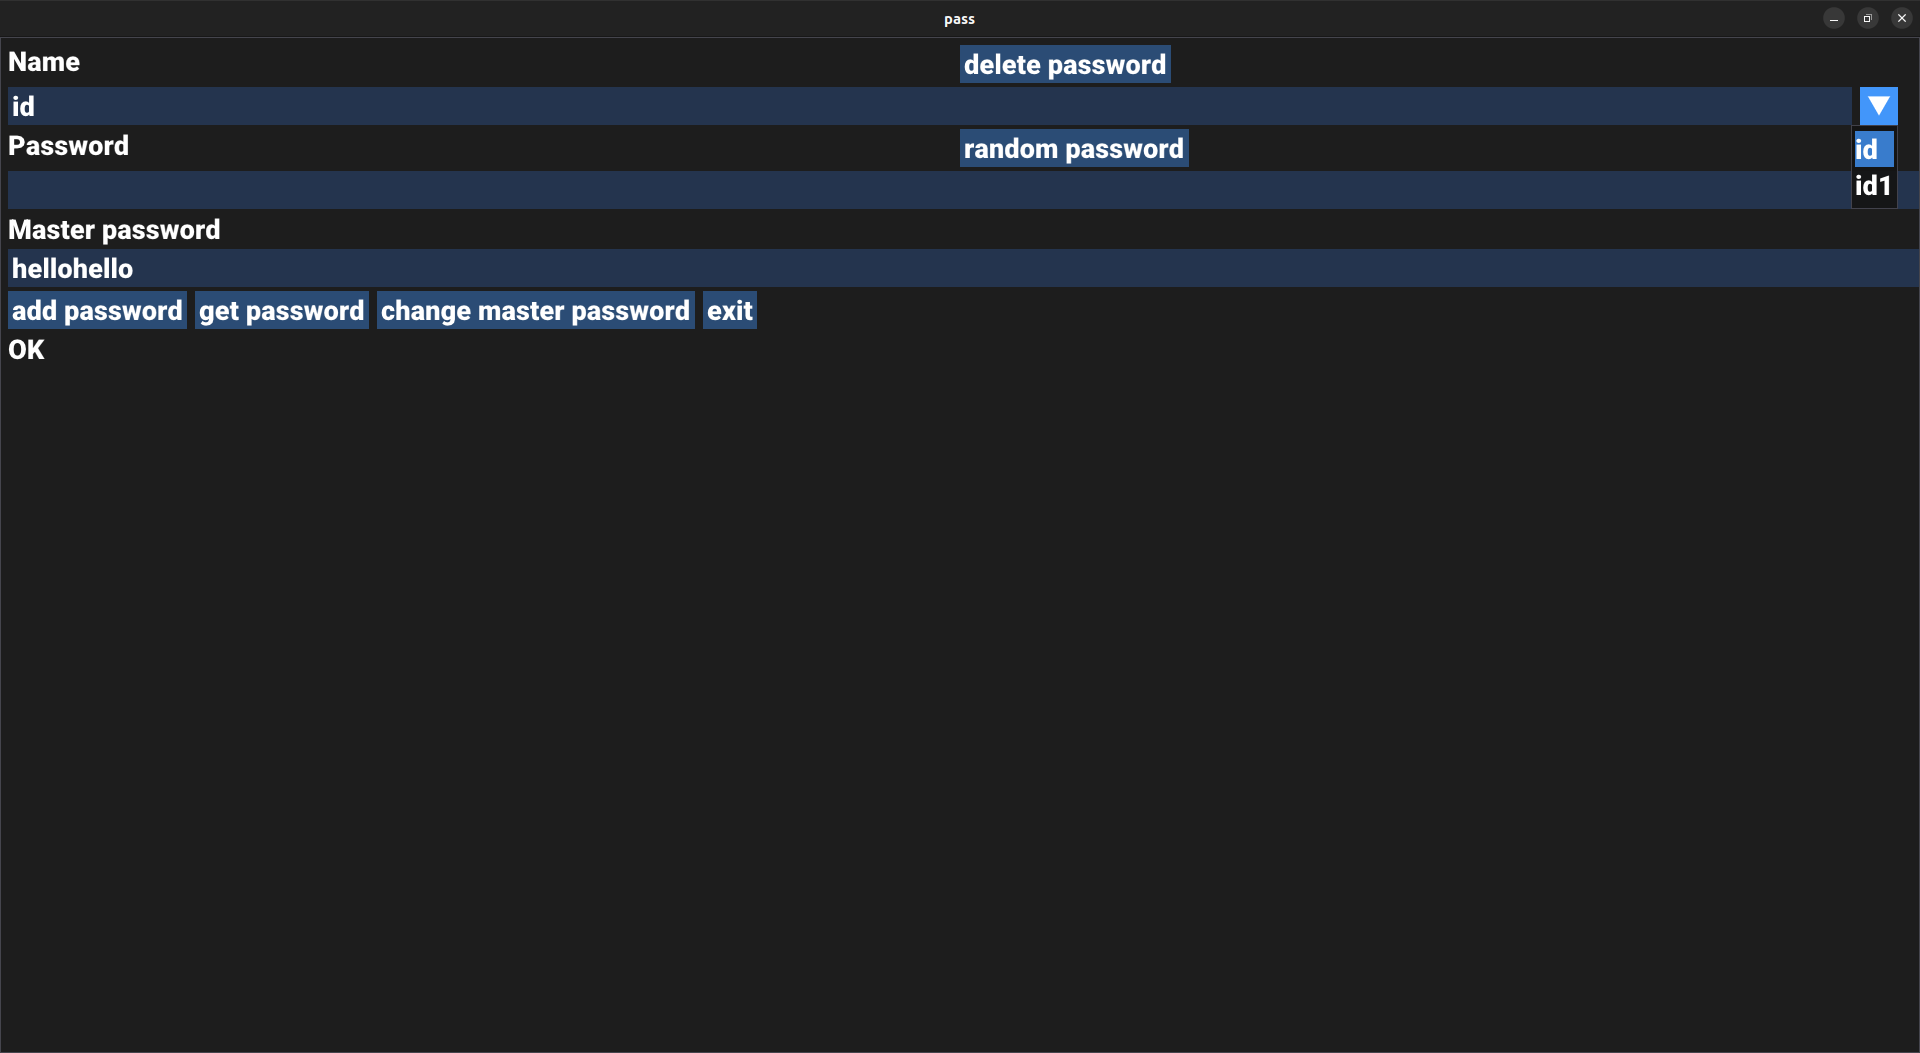 pass
Name delete password
id
Password random password
id
id1
Master password
hellohello
add password get password change master password exit
OK